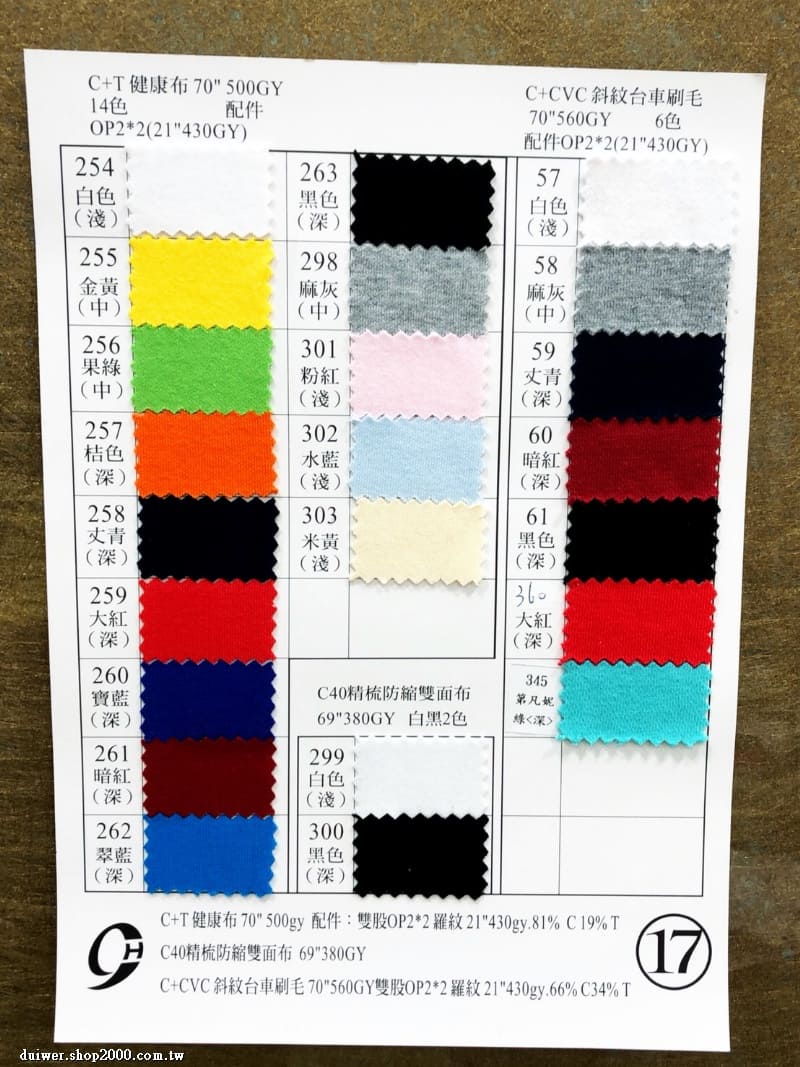 C+T 健康布 70" 500GY
14色 配件
OP2*2(21"430GY)
254
白色
(淺)
255
金黃
(中)
256
果綠
(中)
257
桔色
(深)
258
丈青
(深)
259
大紅
(深)
260
寶藍
(深)
261
暗紅
(深)
262
翠藍
(深)
263
黑色
(深)
298
麻灰
(中)
301
粉紅
(淺)
302
水藍
(淺)
303
米黃
(淺)
C40精梳防縮雙面布
69"380GY 白黑2色
299
白色
(淺)
300
黑色
(深)
C+CVC 斜紋台車刷毛
70"560GY 6色
配件OP2*2(21"430GY)
57
白色
(淺)
58
麻灰
(中)
59
丈青
(深)
60
暗紅
(深)
61
黑色
(深)
360
大紅
(深)
345
第凡妮
綠<深>
C+T 健康布 70" 500gy 配件：雙股OP2*2 羅紋 21"430gy.81% C 19% T
C40精梳防縮雙面布 69"380GY
C+CVC 斜紋台車刷毛 70"560GY雙股OP2*2 羅紋 21"430gy.66% C34% T
H
17
duiwer.shop2000.com.tw